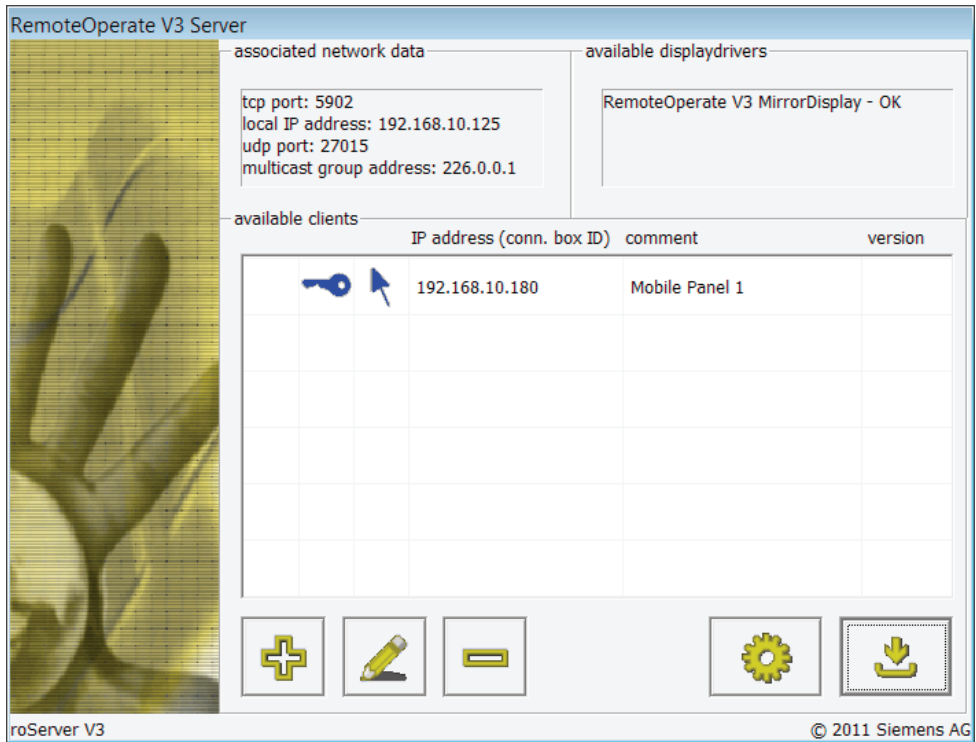 RemoteOperate V3 Server
associated network data
tcp port: 5902
local IP address: 192.168.10.125
udp port: 27015
multicast group address: 226.0.0.1
available displaydrivers
RemoteOperate V3 MirrorDisplay - OK
available clients
IP address (conn. box ID) comment version
192.168.10.180 Mobile Panel 1
roServer V3 © 2011 Siemens AG